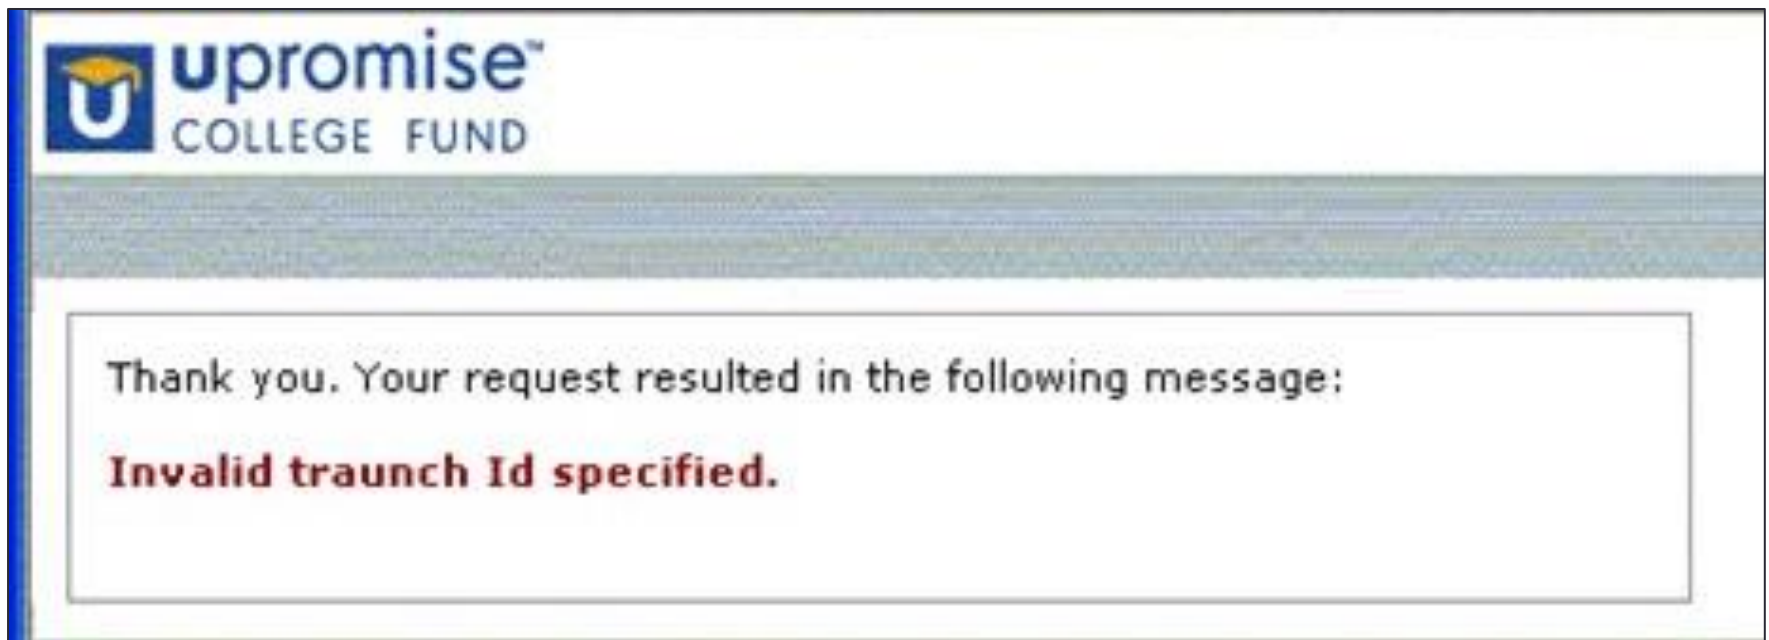 upromise™
COLLEGE FUND
Thank you. Your request resulted in the following message:
Invalid traunch Id specified.